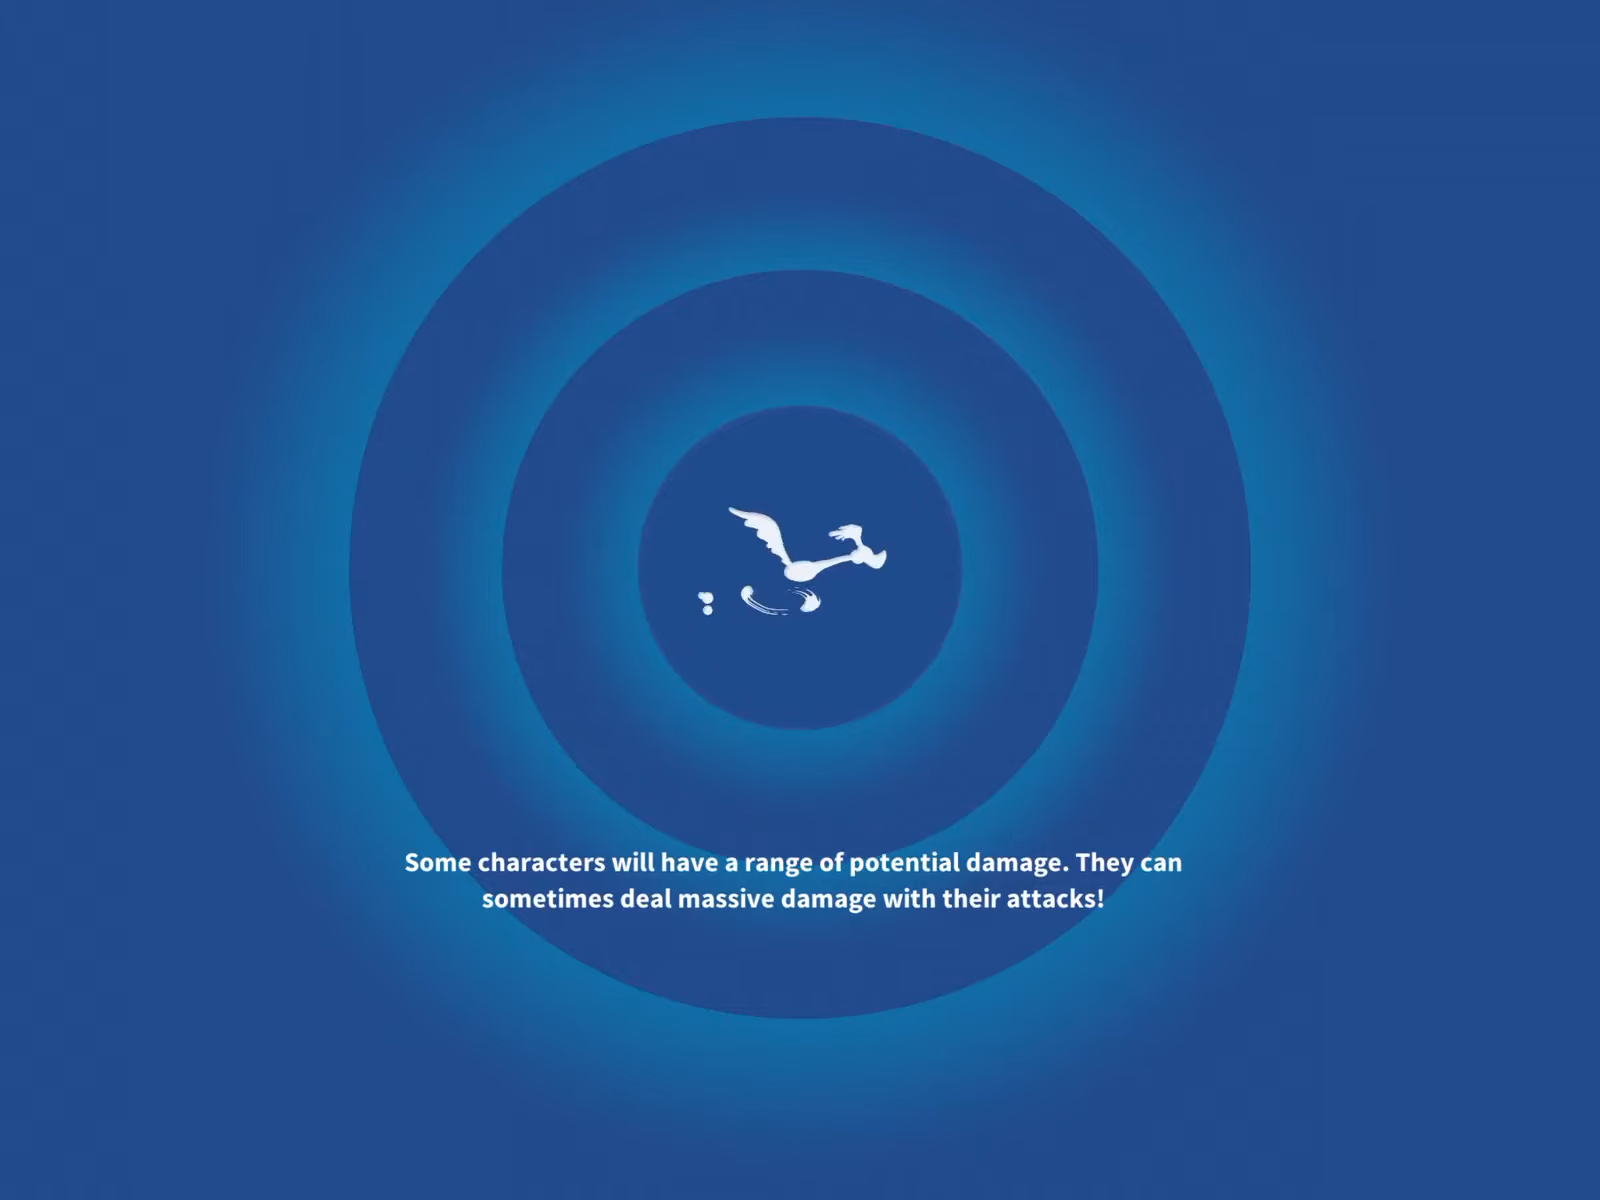 Some characters will have a range of potential damage. They can
sometimes deal massive damage with their attacks!